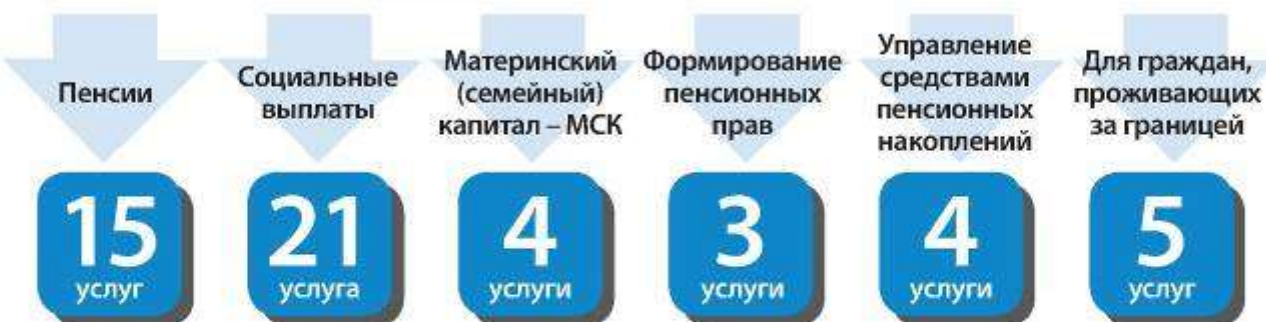 Пенсии
Социальные
выплаты
Материнский
(семейный)
капитал – МСК
Формирование
пенсионных
прав
Управление
средствами
пенсионных
накоплений
Для граждан,
проживающих
за границей
15
услуг
21
услуга
4
услуги
3
услуги
4
услуги
5
услуг